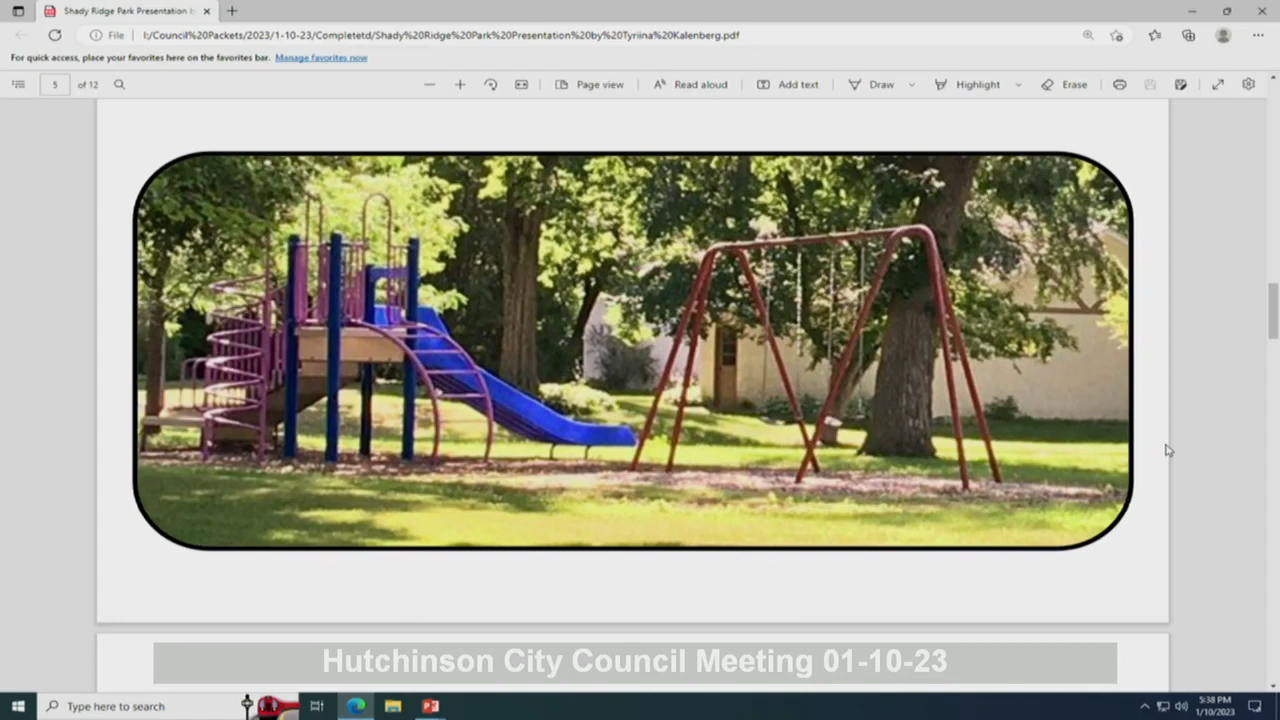 Shady Ridge Park Presentation b
File
I:/Council%20Packets/2023/1-10-23/Completetd/Shady%20Ridge%20Park%20Presentation%20by%20Tyriina%20Kalenberg.pdf
For quick access, place your favorites here on the favorites bar. Manage favorites now
5 of 12
Page view
Read aloud
Add text
Draw
Highlight
Erase
Hutchinson City Council Meeting 01-10-23
Type here to search
5:38 PM
1/10/2023